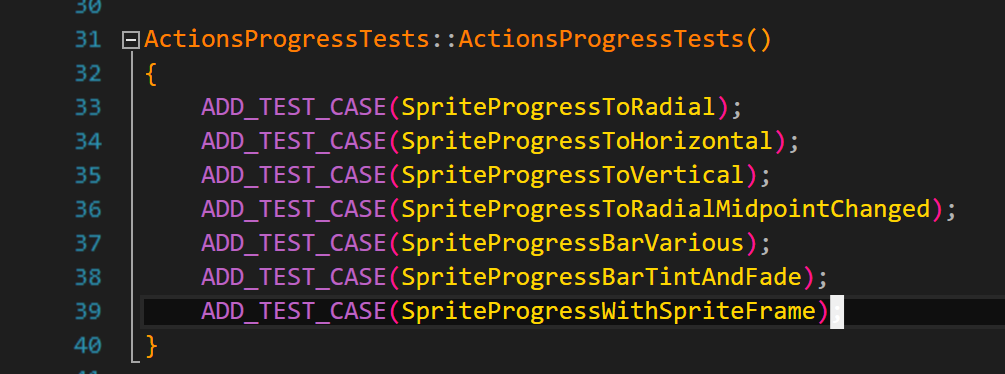 30
31 ActionsProgressTests::ActionsProgressTests()
32 {
33 ADD_TEST_CASE(SpriteProgressToRadial);
34 ADD_TEST_CASE(SpriteProgressToHorizontal);
35 ADD_TEST_CASE(SpriteProgressToVertical);
36 ADD_TEST_CASE(SpriteProgressToRadialMidpointChanged);
37 ADD_TEST_CASE(SpriteProgressBarVarious);
38 ADD_TEST_CASE(SpriteProgressBarTintAndFade);
39 ADD_TEST_CASE(SpriteProgressWithSpriteFrame);
40 }